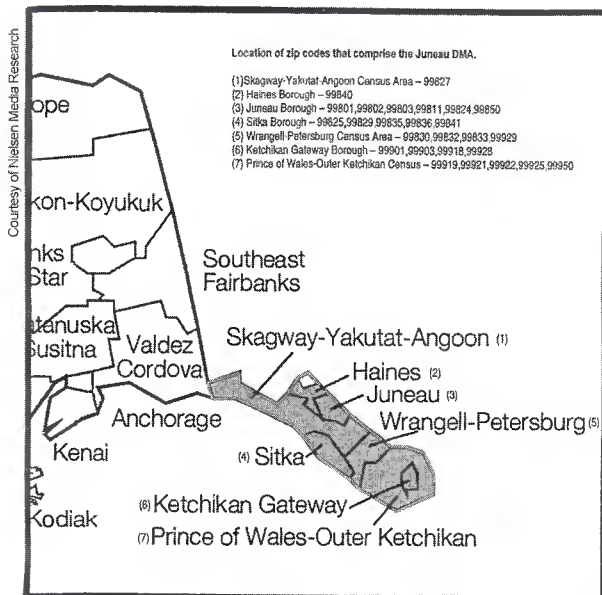 Courtesy of Nielsen Media Research
Location of zip codes that comprise the Juneau DMA.
(1)Skagway-Yakutat-Angoon Census Area – 99827
(2) Haines Borough – 99840
(3) Juneau Borough – 99801,99802,99803,99811,99824,99850
(4) Sitka Borough – 99825,99829,99835,99836,99841
(5) Wrangell-Petersburg Census Area – 99830,99832,99833,99929
(6) Ketchikan Gateway Borough – 99901,99903,99918,99928
(7) Prince of Wales-Outer Ketchikan Census – 99919,99921,99922,99925,99950
ope
kon-Koyukuk
nks
Star
Southeast
Fairbanks
atanuska
Susitna
Valdez
Cordova
Skagway-Yakutat-Angoon (1)
Haines (2)
Juneau (3)
Anchorage
Wrangell-Petersburg (5)
Kenai
(4) Sitka
(6) Ketchikan Gateway
Kodiak
(7) Prince of Wales-Outer Ketchikan